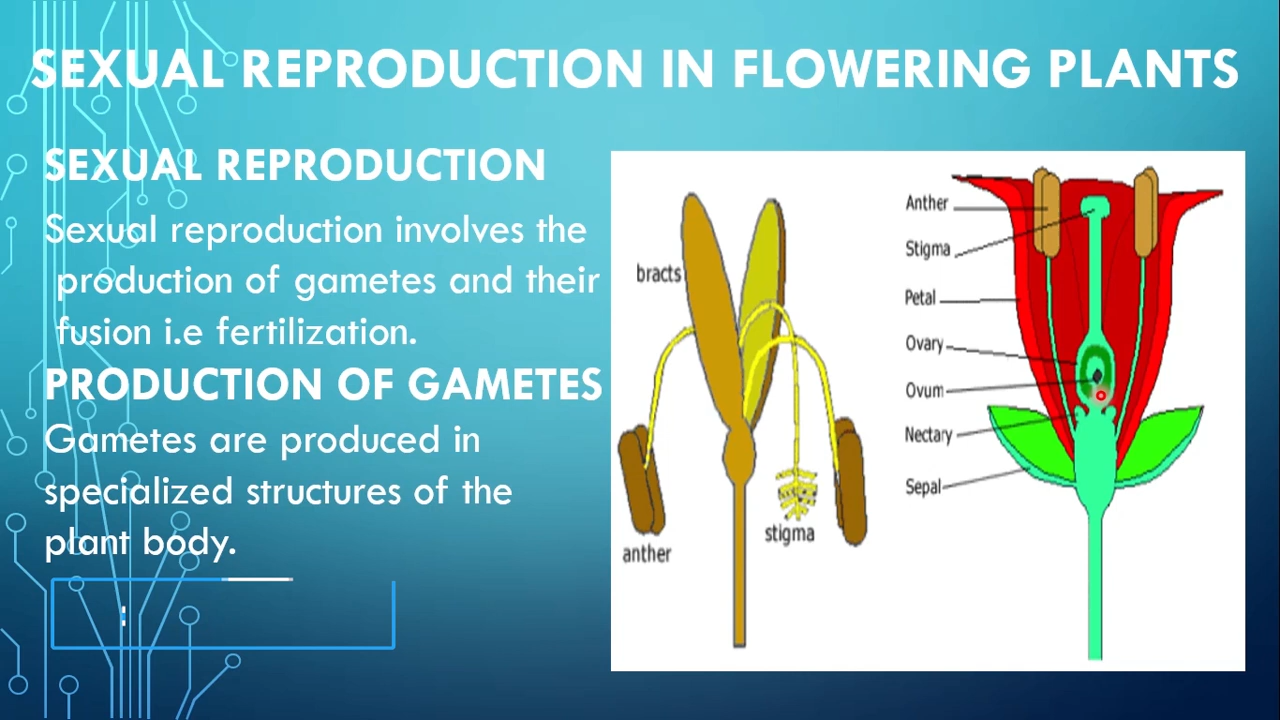 SEXUAL REPRODUCTION IN FLOWERING PLANTS
SEXUAL REPRODUCTION
Sexual reproduction involves the
production of gametes and their
fusion i.e fertilization.
PRODUCTION OF GAMETES
Gametes are produced in
specialized structures of the
plant body.
bracts
anther
stigma
Anther
Stigma
Petal
Ovary
Ovum
Nectary
Sepal